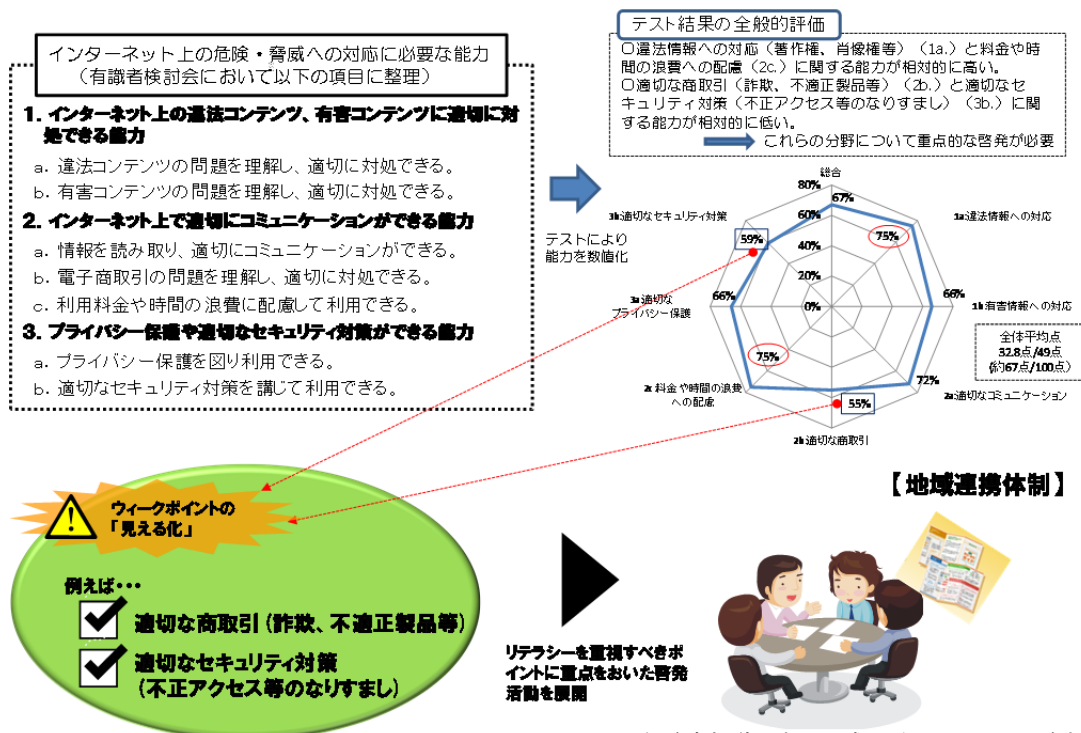 インターネット上の危険・脅威への対応に必要な能力
（有識者検討会において以下の項目に整理）
1. インターネット上の違法コンテンツ、有害コンテンツに適切に対
処できる能力
a. 違法コンテンツの問題を理解し、適切に対処できる。
b. 有害コンテンツの問題を理解し、適切に対処できる。
2. インターネット上で適切にコミュニケーションができる能力
a. 情報を読み取り、適切にコミュニケーションができる。
b. 電子商取引の問題を理解し、適切に対処できる。
c. 利用料金や時間の浪費に配慮して利用できる。
3. プライバシー保護や適切なセキュリティ対策ができる能力
a. プライバシー保護を図り利用できる。
b. 適切なセキュリティ対策を講じて利用できる。
テストにより
能力を数値化
テスト結果の全般的評価
○違法情報への対応（著作権、肖像権等）（1a.）と料金や時
間の浪費への配慮（2c.）に関する能力が相対的に高い。
○適切な商取引（詐欺、不適正製品等）（2b.）と適切なセ
キュリティ対策（不正アクセス等のなりすまし）（3b.）に関
する能力が相対的に低い。
これらの分野について重点的な啓発が必要
総合
80%
67%
3b適切なセキュリティ対策
60%
1a違法情報への対応
59%
75%
40%
20%
3a適切な
プライバシー保護
66%
0%
66%
1b有害情報への対応
全体平均点
32.8点/49点
(約67点/100点)
75%
72%
2c料金や時間の浪費
への配慮
2a適切なコミュニケーション
55%
2b適切な商取引
【地域連携体制】
ウィークポイントの
「見える化」
例えば・・・
適切な商取引（詐欺、不適正製品等）
適切なセキュリティ対策
（不正アクセス等のなりすまし）
リテラシーを重視すべきポ
イントに重点をおいた啓発
活動を展開